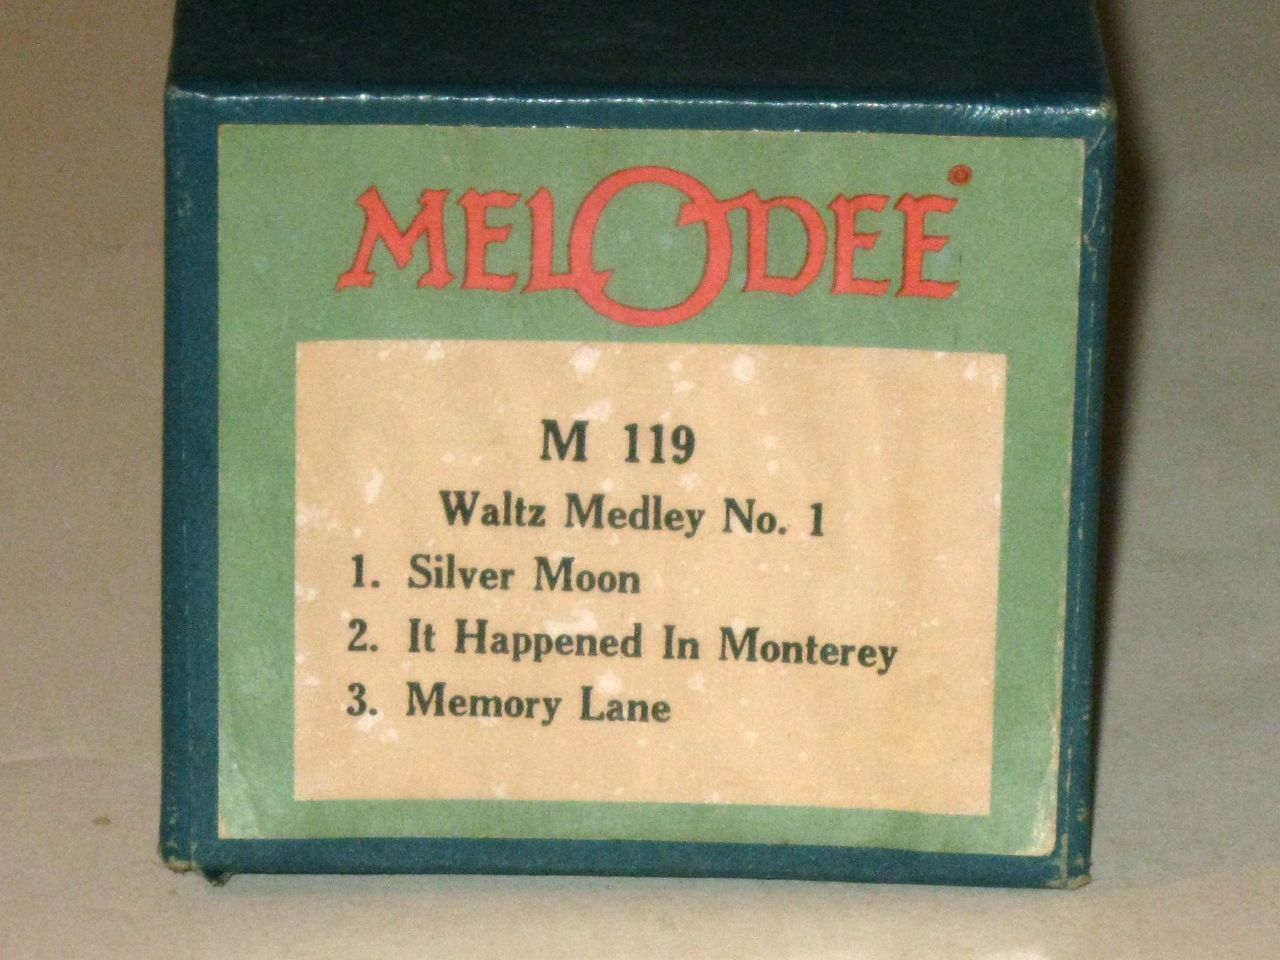 MELODEE
M 119
Waltz Medley No. 1
1. Silver Moon
2. It Happened In Monterey
3. Memory Lane